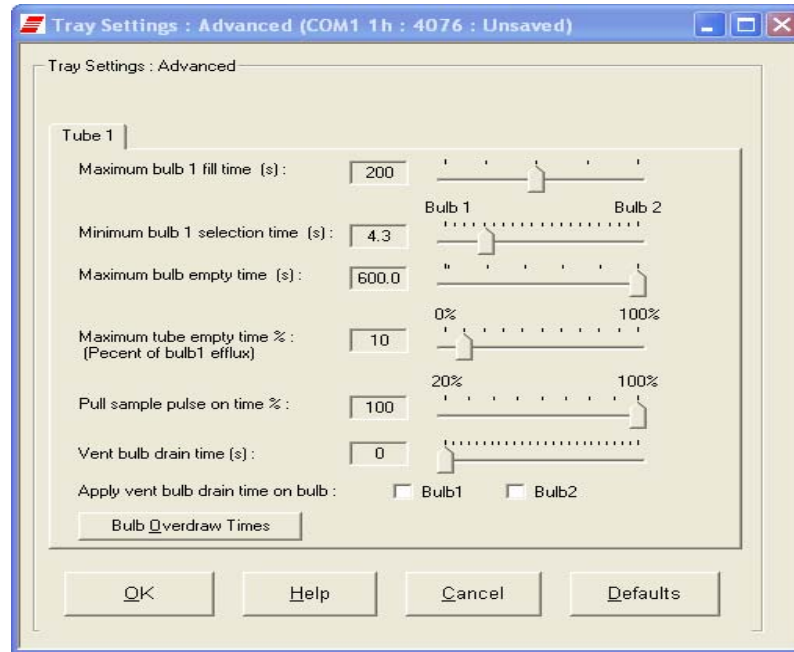 Tray Settings : Advanced (COM1 1h : 4076 : Unsaved)
Tray Settings : Advanced
Tube 1
Maximum bulb 1 fill time (s) : 200
Bulb 1 Bulb 2
Minimum bulb 1 selection time (s) : 4.3
Maximum bulb empty time (s) : 600.0
0% 100%
Maximum tube empty time % : 10
(Pecent of bulb1 efflux)
20% 100%
Pull sample pulse on time % : 100
Vent bulb drain time (s) : 0
Apply vent bulb drain time on bulb : Bulb1 Bulb2
Bulb Overdraw Times
OK Help Cancel Defaults